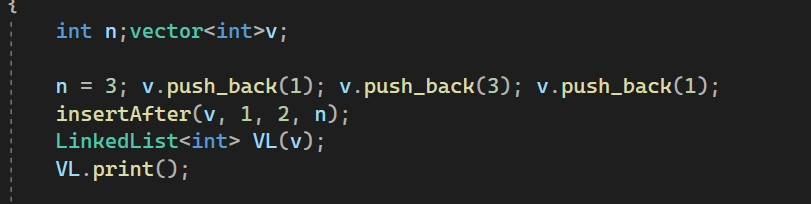 {
int n;vector<int>v;
n = 3; v.push_back(1); v.push_back(3); v.push_back(1);
insertAfter(v, 1, 2, n);
LinkedList<int> VL(v);
VL.print();